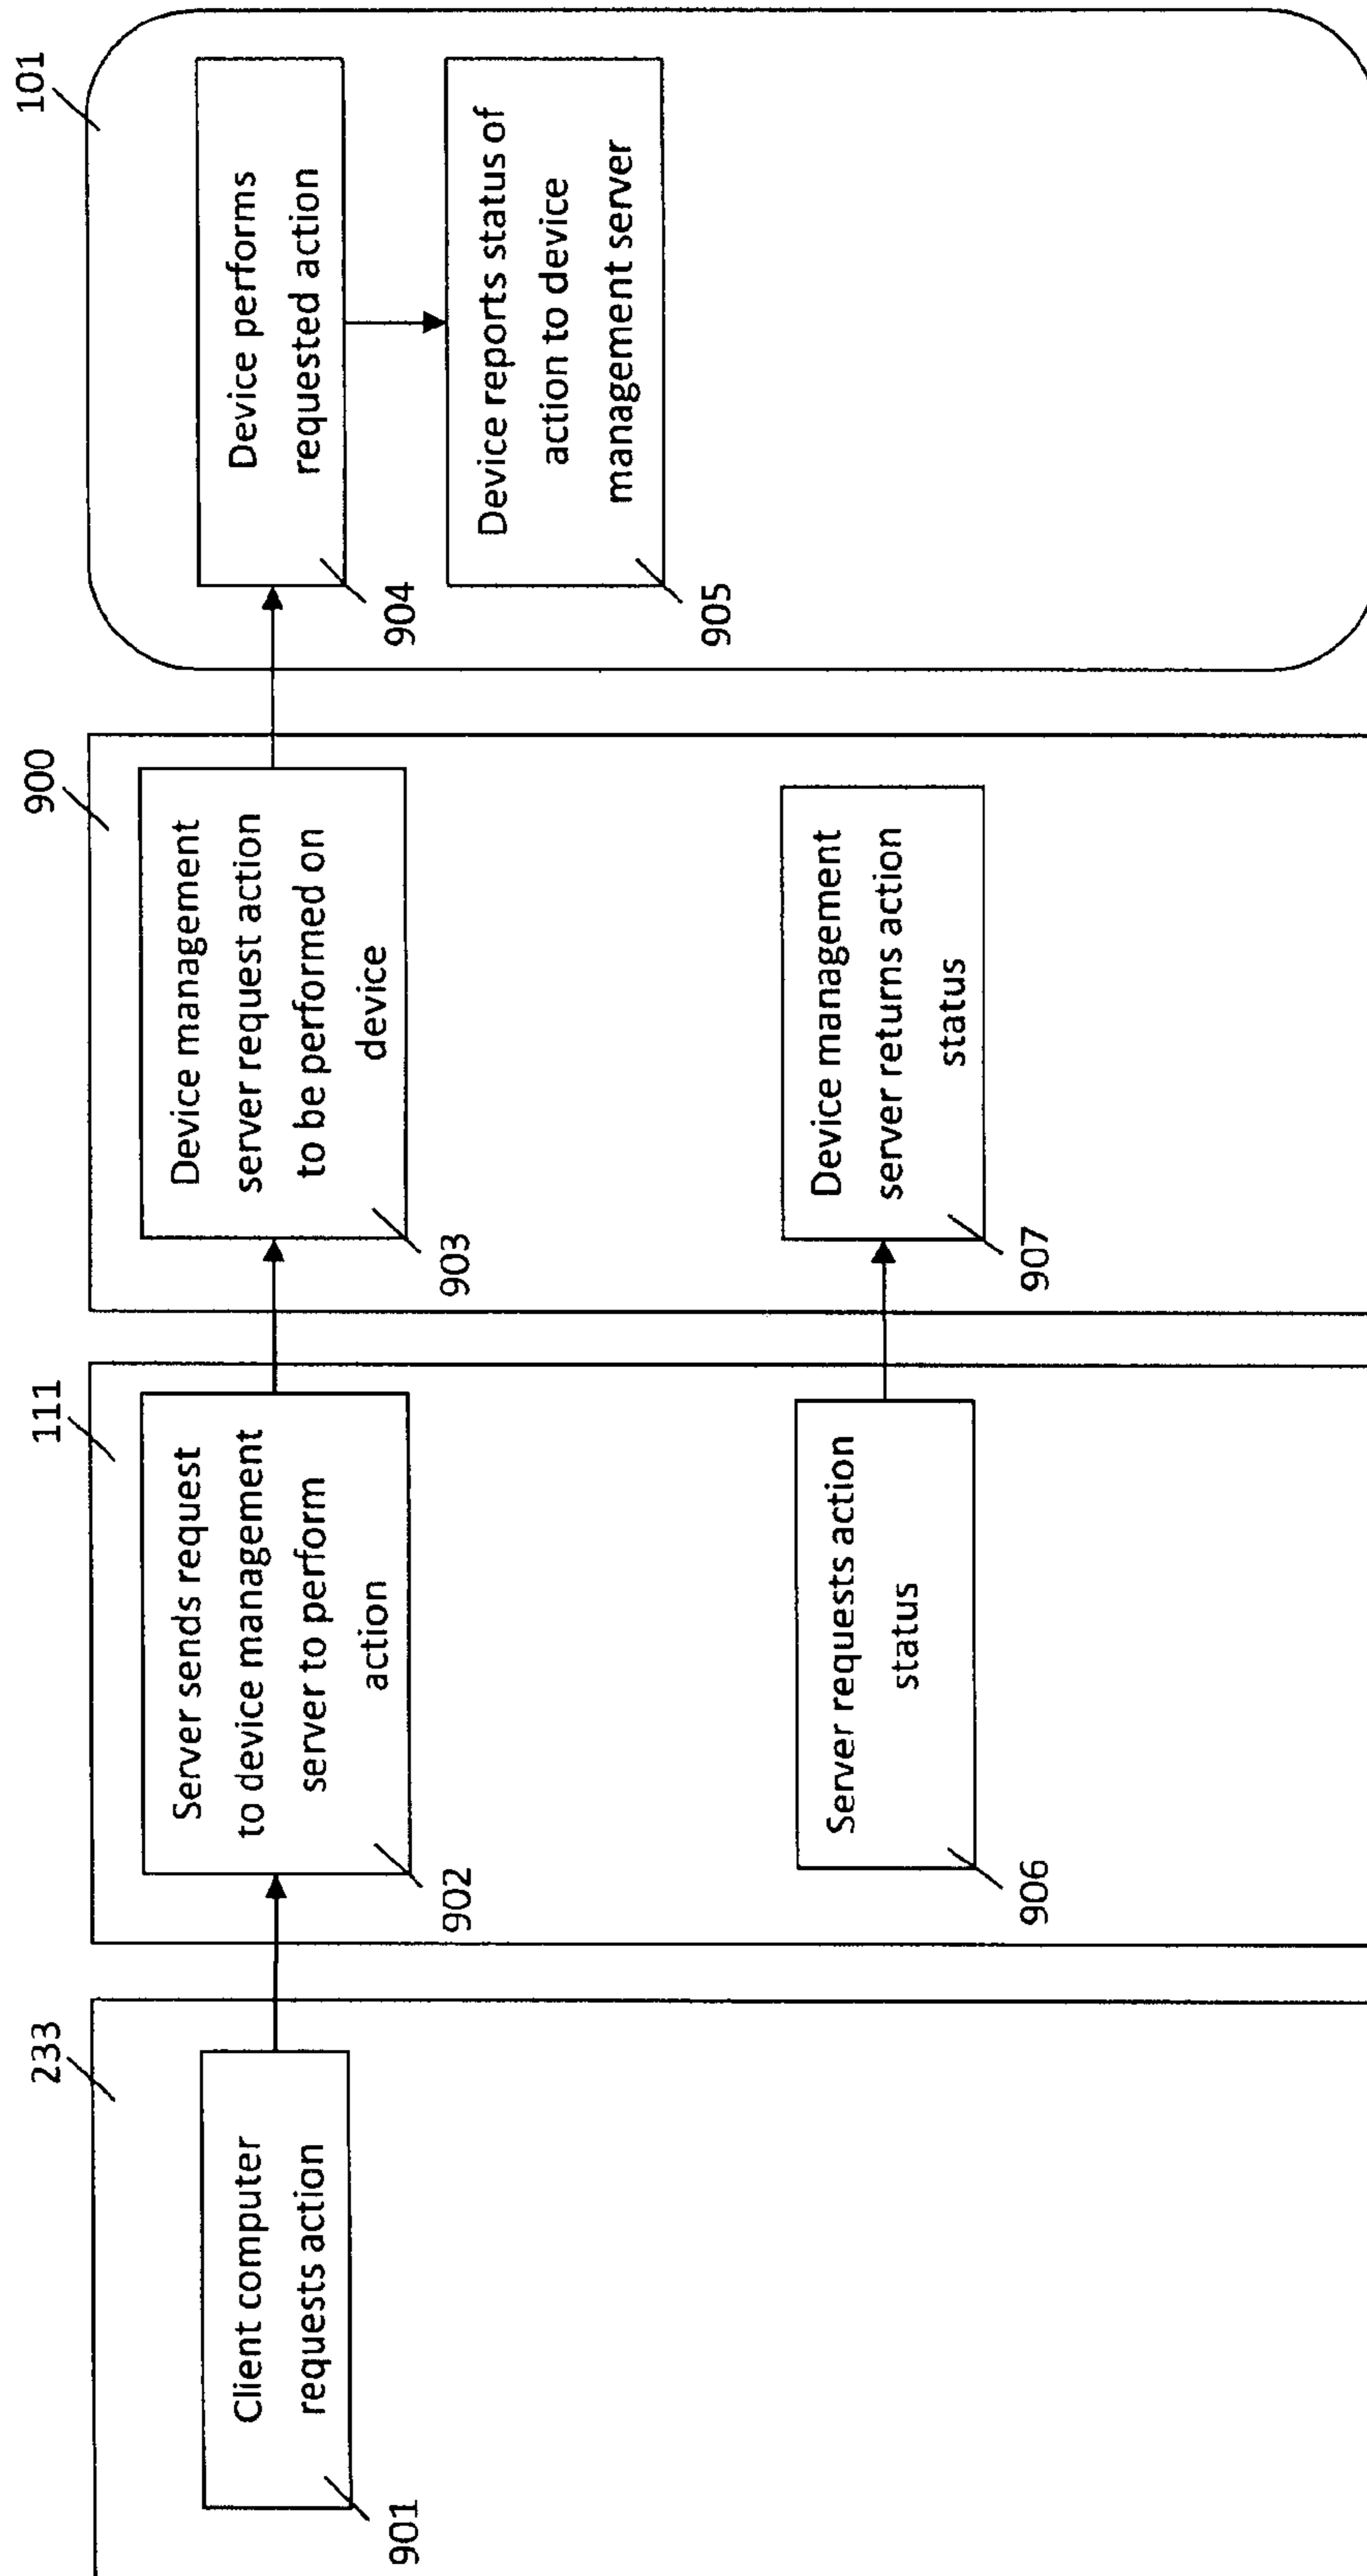 233
Client computer
requests action
901
111
Server sends request
to device management
server to perform
action
902
Server requests action
status
906
900
Device management
server request action
to be performed on
device
903
Device management
server returns action
status
907
101
Device performs
requested action
904
Device reports status of
action to device
management server
905